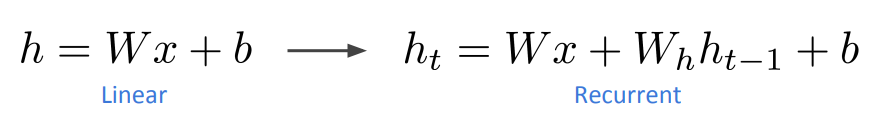 h = Wx + b ⟶ h_t = Wx + W_h h_{t−1} + b
Linear Recurrent